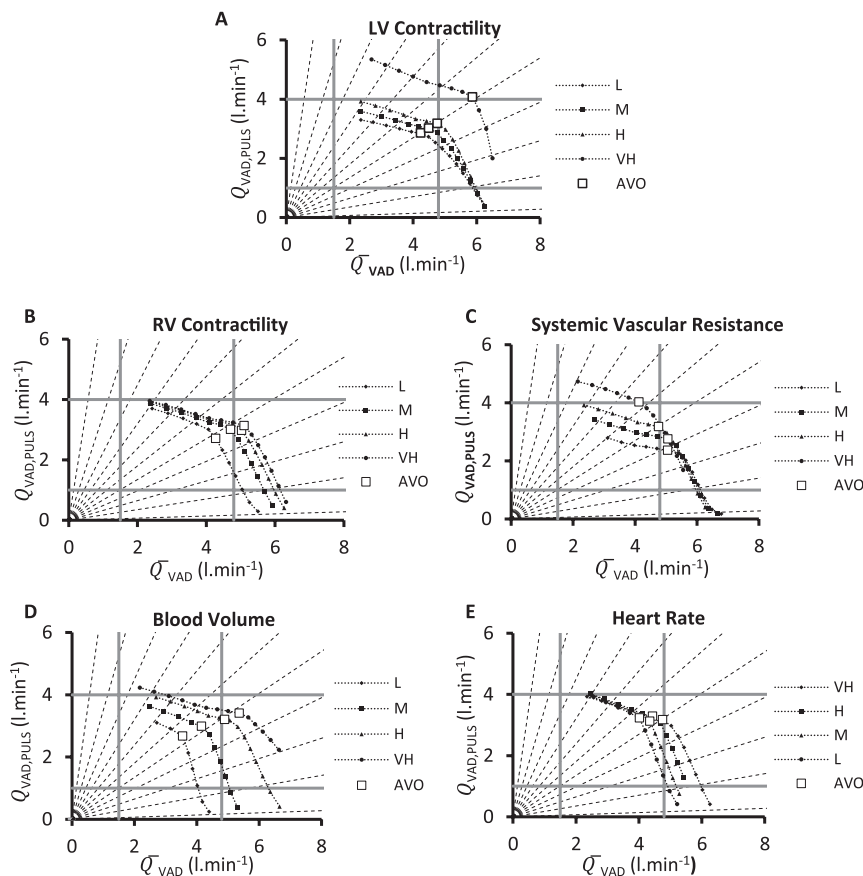 A
LV Contractility
6
4
2
0
Q_VAD,PULS (l.min⁻¹)
0 2 4 6 8
Q̄_VAD (l.min⁻¹)
L
M
H
VH
AVO
B
RV Contractility
6
4
2
0
Q_VAD,PULS (l.min⁻¹)
0 2 4 6 8
Q̄_VAD (l.min⁻¹)
L
M
H
VH
AVO
C
Systemic Vascular Resistance
6
4
2
0
Q_VAD,PULS (l.min⁻¹)
0 2 4 6 8
Q̄_VAD (l.min⁻¹)
L
M
H
VH
AVO
D
Blood Volume
6
4
2
0
Q_VAD,PULS (l.min⁻¹)
0 2 4 6 8
Q̄_VAD (l.min⁻¹)
L
M
H
VH
AVO
E
Heart Rate
6
4
2
0
Q_VAD,PULS (l.min⁻¹)
0 2 4 6 8
Q̄_VAD (l.min⁻¹)
VH
H
M
L
AVO